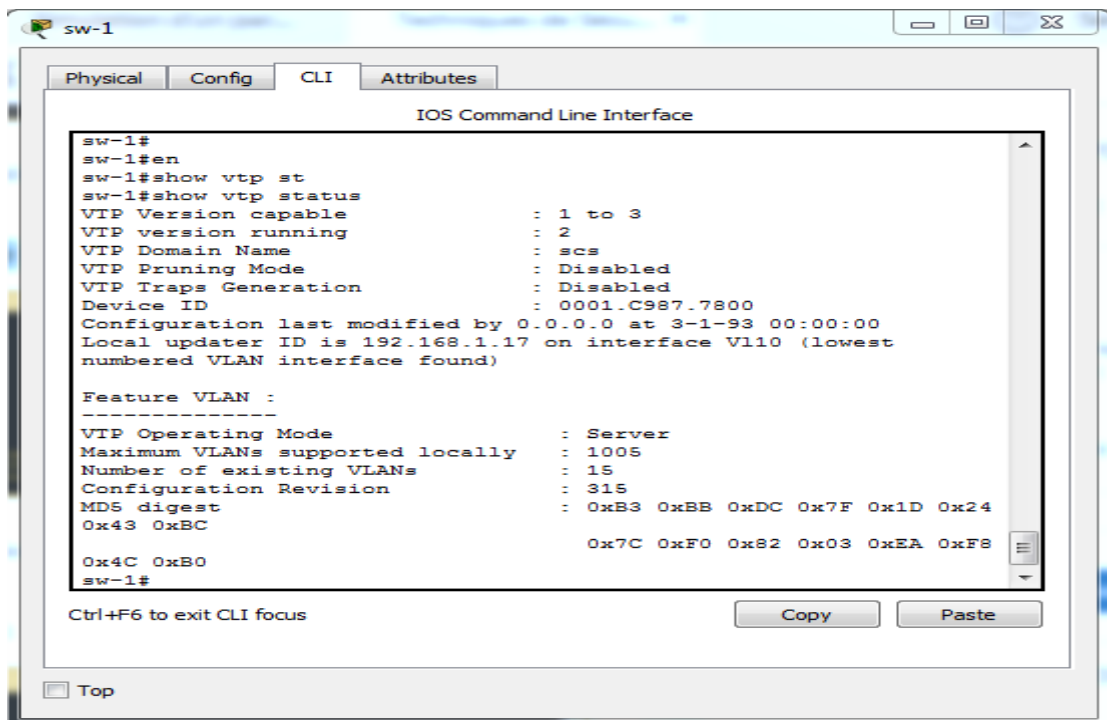 sw-1
Physical Config CLI Attributes
IOS Command Line Interface
sw-1#
sw-1#en
sw-1#show vtp st
sw-1#show vtp status
VTP Version capable : 1 to 3
VTP version running : 2
VTP Domain Name : scs
VTP Pruning Mode : Disabled
VTP Traps Generation : Disabled
Device ID : 0001.C987.7800
Configuration last modified by 0.0.0.0 at 3-1-93 00:00:00
Local updater ID is 192.168.1.17 on interface Vl10 (lowest
numbered VLAN interface found)
Feature VLAN :
--------------
VTP Operating Mode : Server
Maximum VLANs supported locally : 1005
Number of existing VLANs : 15
Configuration Revision : 315
MD5 digest : 0xB3 0xBB 0xDC 0x7F 0x1D 0x24
0x43 0xBC
0x7C 0xF0 0x82 0x03 0xEA 0xF8
0x4C 0xB0
sw-1#
Ctrl+F6 to exit CLI focus
Copy Paste
Top